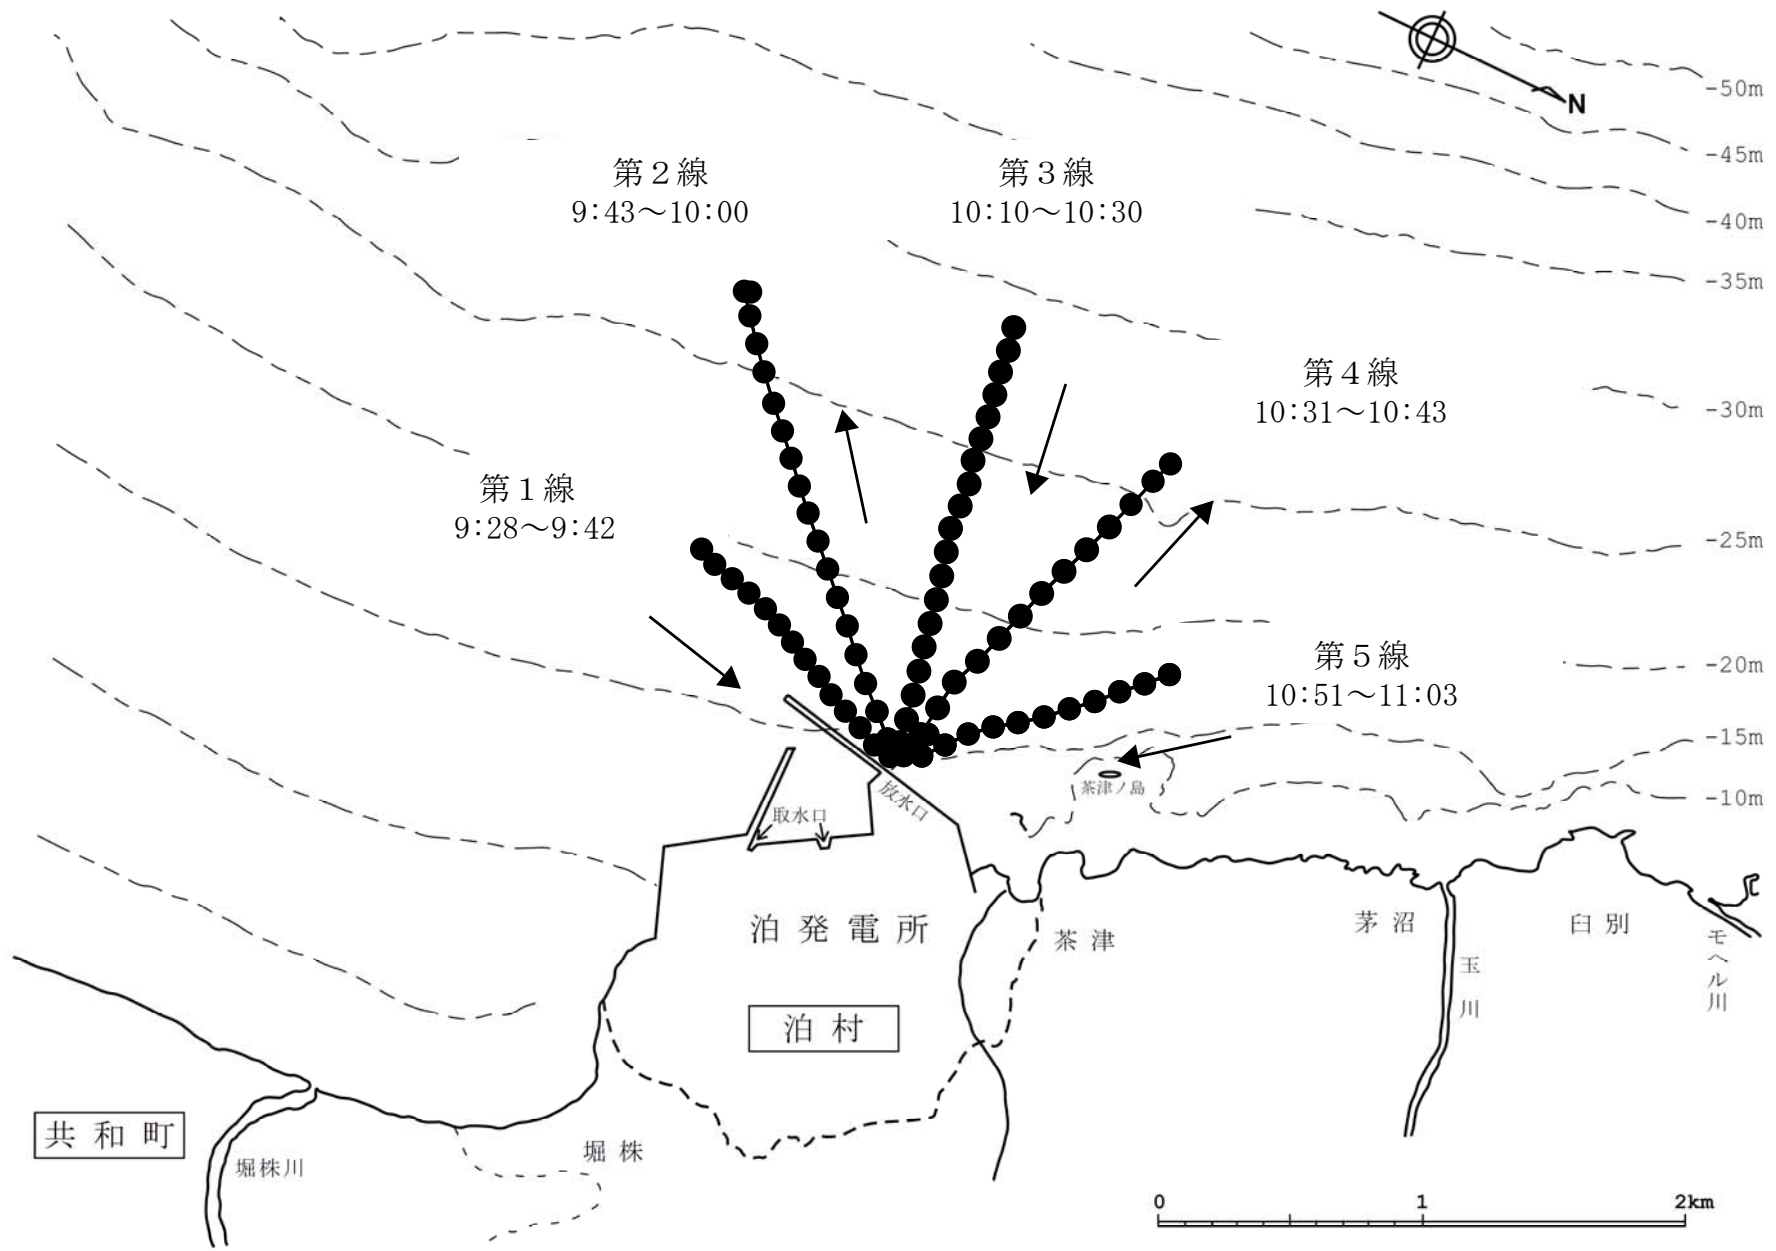 N
-50m
-45m
-40m
-35m
-30m
-25m
-20m
-15m
-10m
第2線
9:43～10:00
第3線
10:10～10:30
第4線
10:31～10:43
第1線
9:28～9:42
第5線
10:51～11:03
茶津ノ島
放水口
取水口
泊発電所
茶津
茅沼
臼別
モヘル川
玉川
泊村
共和町
堀株川
堀株
0 1 2km